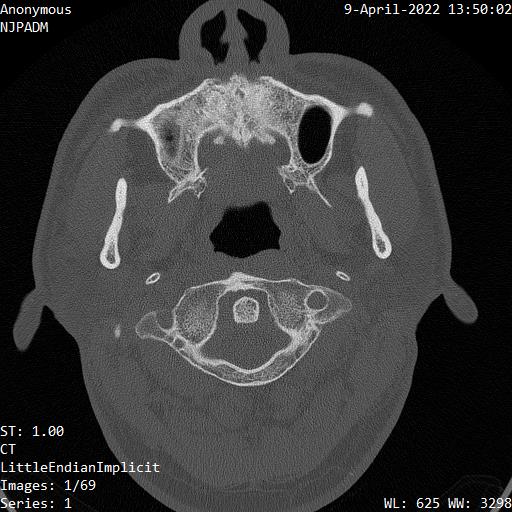 Anonymous
NJPADM
9-April-2022 13:50:02
ST: 1.00
CT
LittleEndianImplicit
Images: 1/69
Series: 1
WL: 625 WW: 3298